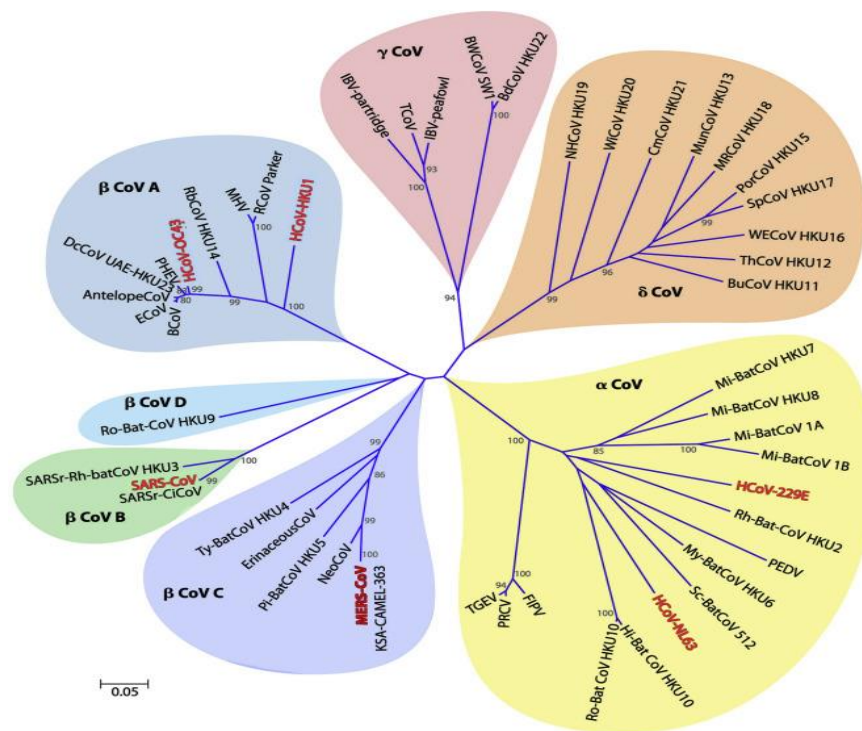 γ CoV
IBV-partridge
TCoV
IBV-peafowl
BWCoV SW1
BdCoV HKU22
100
93
100
94
NHCoV HKU19
WiCoV HKU20
CmCoV HKU21
MunCoV HKU13
MRCoV HKU18
PorCoV HKU15
SpCoV HKU17
WECoV HKU16
ThCoV HKU12
BuCoV HKU11
99
96
99
δ CoV
β CoV A
DcCoV UAE-HKU23
PHEV
HCoV-OC43
RbCoV HKU14
MHV
RCoV Parker
HCoV-HKU1
AntelopeCoV
ECoV
BCoV
83
99
80
99
100
100
β CoV D
Ro-Bat-CoV HKU9
SARSr-Rh-batCoV HKU3
SARS-CoV
SARSr-CiCoV
100
99
β CoV B
99
86
99
100
Ty-BatCoV HKU4
ErinaceousCoV
Pi-BatCoV HKU5
NeoCoV
MERS-CoV
KSA-CAMEL-363
β CoV C
α CoV
100
Mi-BatCoV HKU7
Mi-BatCoV HKU8
Mi-BatCoV 1A
Mi-BatCoV 1B
85
100
HCoV-229E
Rh-Bat-CoV HKU2
PEDV
My-BatCoV HKU6
Sc-BatCoV 512
HCoV-NL63
Hi-Bat CoV HKU10
Ro-Bat CoV HKU10
100
100
94
TGEV
PRCV
FIPV
0.05